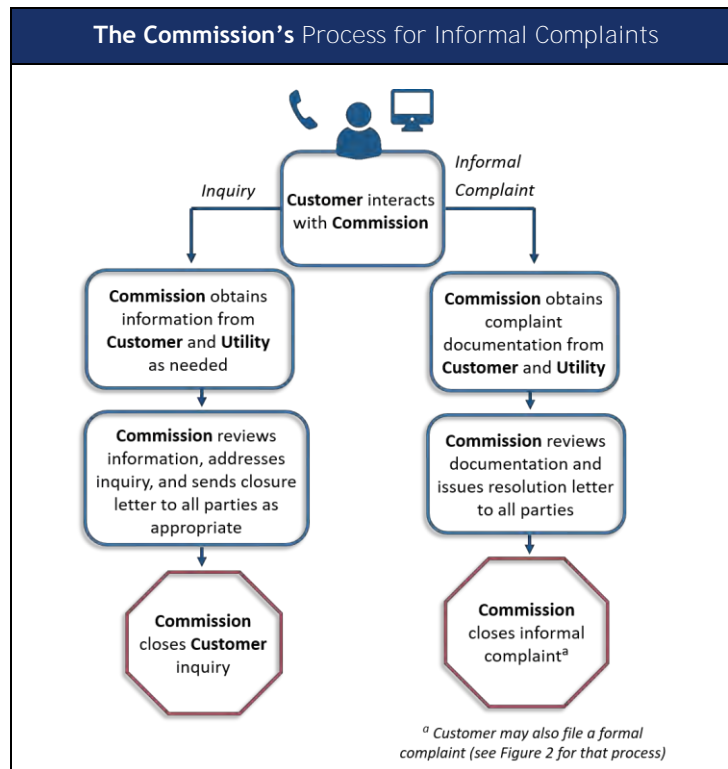 The Commission's Process for Informal Complaints
Inquiry
Informal
Complaint
Customer interacts
with Commission
Commission obtains
information from
Customer and Utility
as needed
Commission reviews
information, addresses
inquiry, and sends closure
letter to all parties as
appropriate
Commission
closes Customer
inquiry
Commission obtains
complaint
documentation from
Customer and Utility
Commission reviews
documentation and
issues resolution letter
to all parties
Commission
closes informal
complaintᵃ
ᵃ Customer may also file a formal
complaint (see Figure 2 for that process)